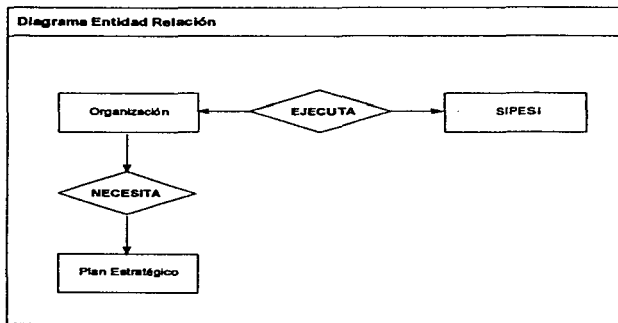 Diagrama Entidad Relación
Organización
EJECUTA
SIPESI
NECESITA
Plan Estratégico